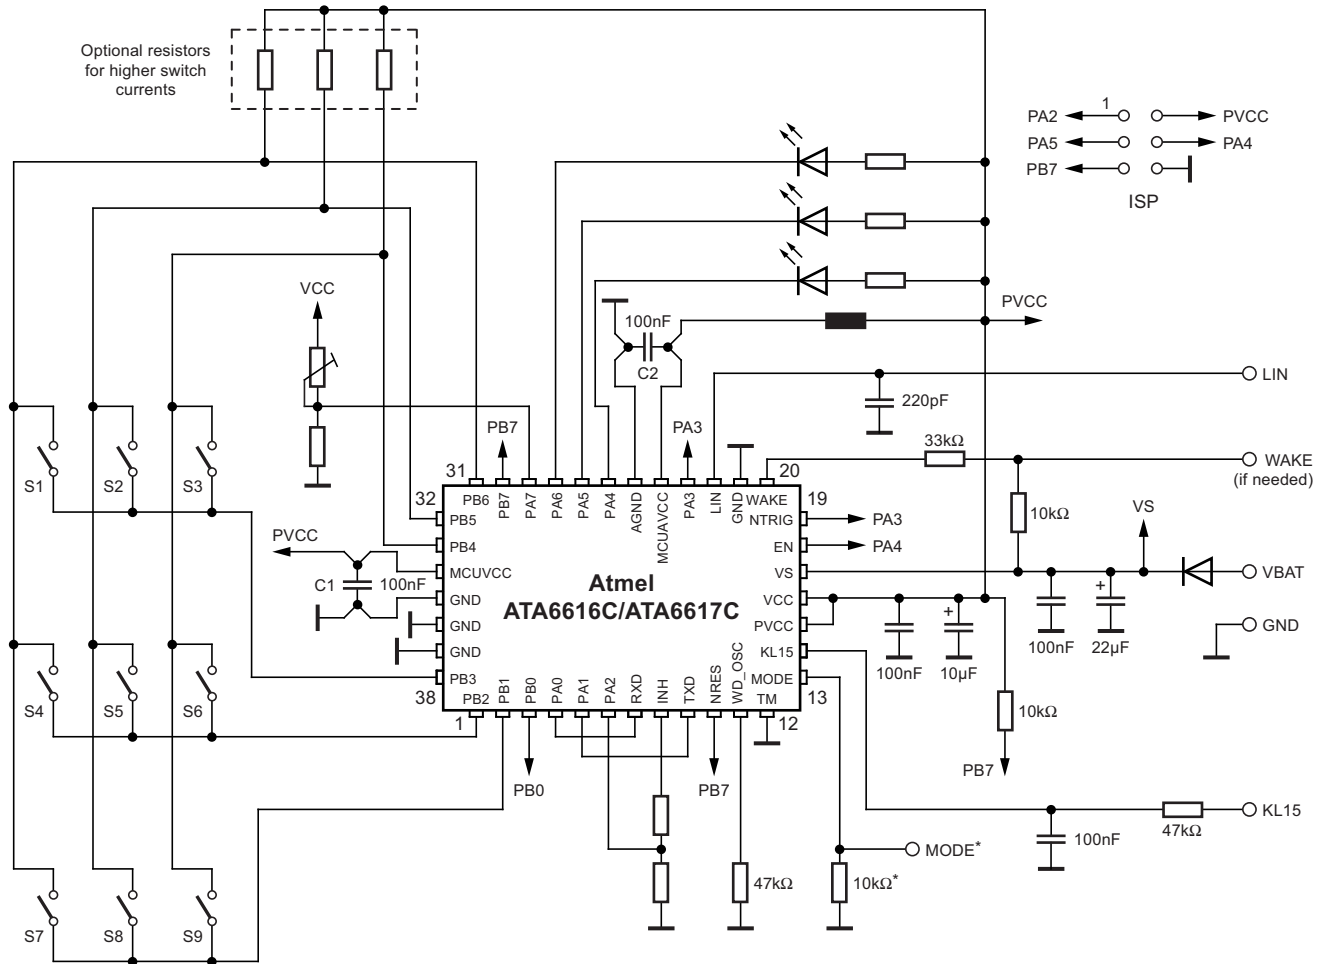 Optional resistors
for higher switch
currents
PA2
1
PVCC
PA5
PA4
PB7
ISP
VCC
100nF
C2
PVCC
LIN
220pF
PB7
PA3
33kΩ
WAKE
(if needed)
S1
S2
S3
31
20
32
19
PB6
PB7
PA7
PA6
PA5
PA4
AGND
MCUAVCC
PA3
LIN
GND
WAKE
PB5
NTRIG
PA3
10kΩ
VS
PVCC
PB4
EN
PA4
C1
100nF
MCUVCC
Atmel
VS
VBAT
GND
ATA6616C/ATA6617C
VCC
+
+
GND
PVCC
GND
GND
KL15
100nF
10µF
100nF
22µF
PB3
MODE
38
13
PB2
PB1
PB0
PA0
PA1
PA2
RXD
INH
TXD
NRES
WD_OSC
TM
1
12
S4
S5
S6
10kΩ
PB0
PB7
PB7
KL15
47kΩ
100nF
MODE*
47kΩ
10kΩ*
S7
S8
S9